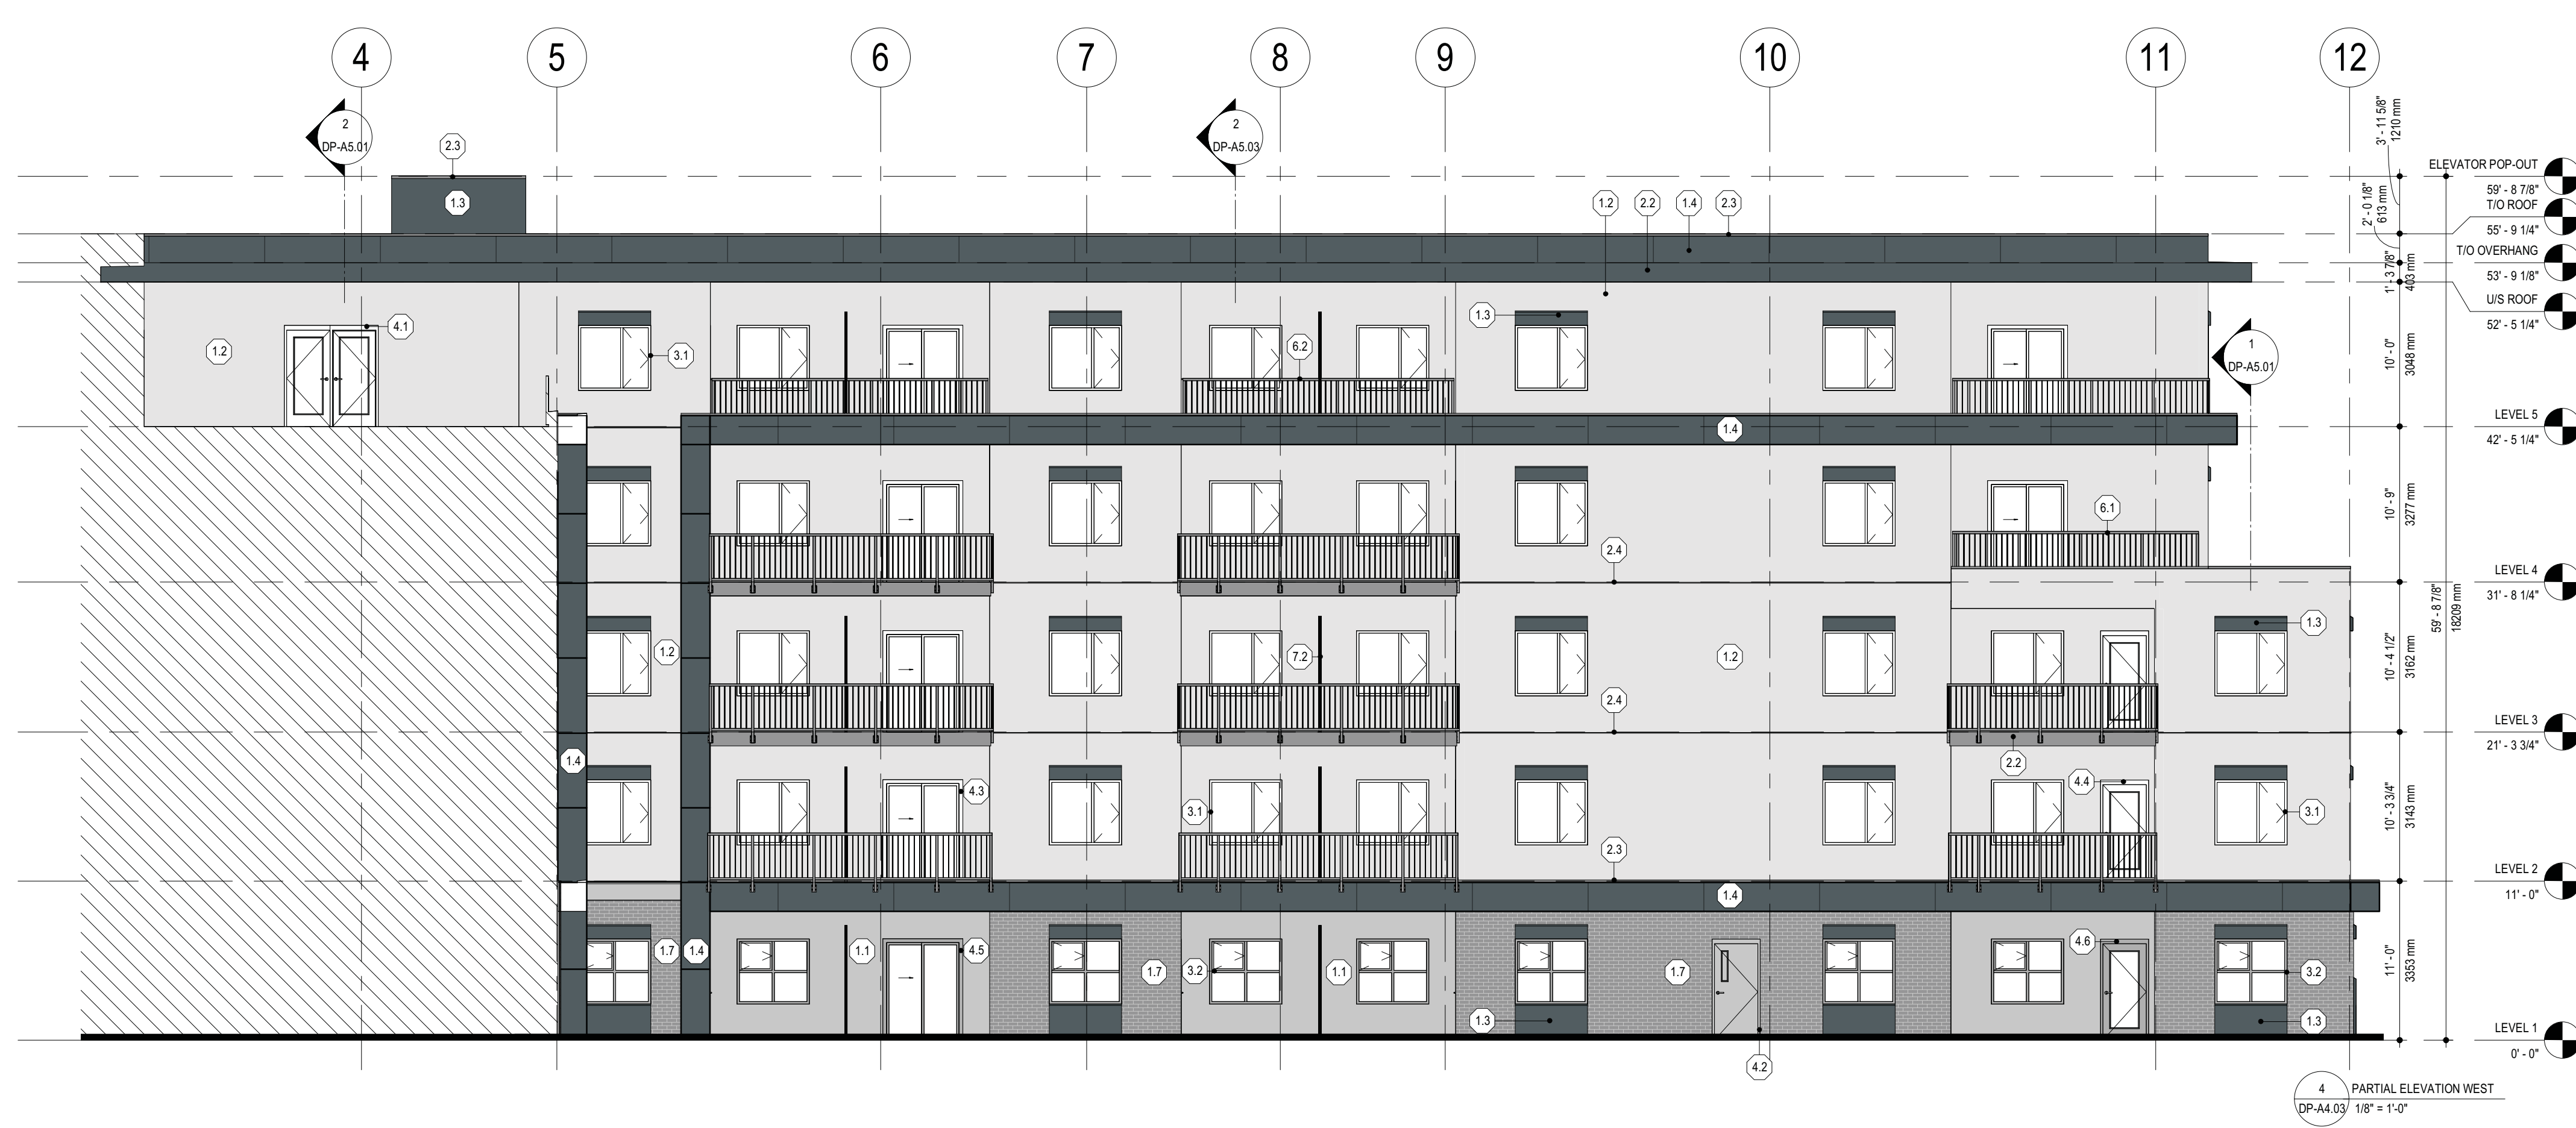 4 5 6 7 8 9 10 11 12
2
DP-A5.01
2
DP-A5.03
2.3
1.3
1.2 2.2 1.4 2.3
3' - 11 5/8"
1210 mm
ELEVATOR POP-OUT
59' - 8 7/8"
2' - 0 1/8"
613 mm
T/O ROOF
55' - 9 1/4"
T/O OVERHANG
53' - 9 1/8"
1' - 3 7/8"
403 mm
U/S ROOF
52' - 5 1/4"
4.1
1.2
3.1
6.2
1.3
1
DP-A5.01
10' - 0"
3048 mm
1.4
LEVEL 5
42' - 5 1/4"
6.1
10' - 9"
3277 mm
2.4
LEVEL 4
31' - 8 1/4"
59' - 8 7/8"
18209 mm
1.2
7.2
1.2
1.3
10' - 4 1/2"
3162 mm
2.4
LEVEL 3
21' - 3 3/4"
1.4
2.2
4.3
4.4
3.1
3.1
10' - 3 3/4"
3143 mm
2.3
LEVEL 2
11' - 0"
1.4
1.7
1.4
1.1
4.5
1.7
3.2
1.1
1.7
4.6
3.2
11' - 0"
3353 mm
1.3
1.3
LEVEL 1
0' - 0"
4.2
4
DP-A4.03
PARTIAL ELEVATION WEST
1/8" = 1'-0"